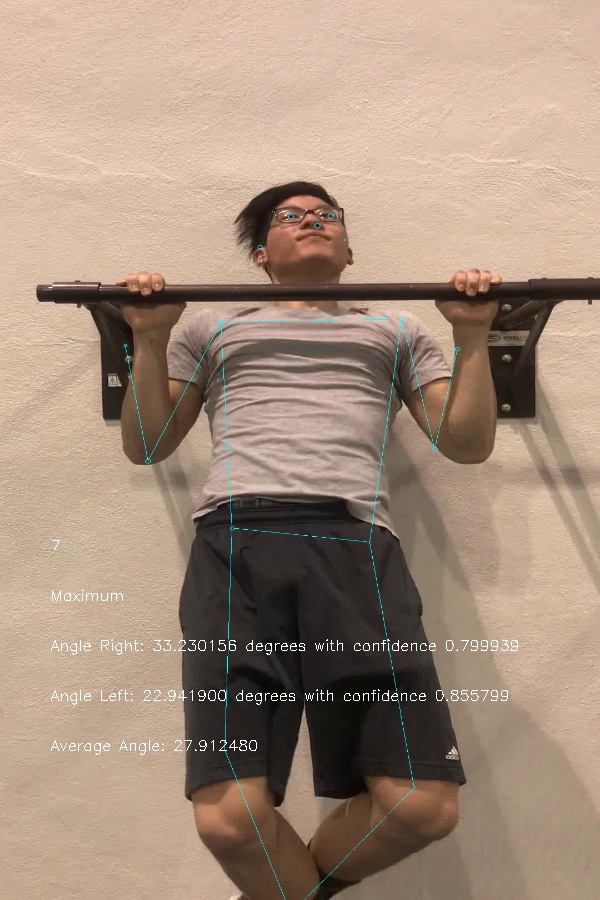 7
Maximum
Angle Right: 33.230156 degrees with confidence 0.799939
Angle Left: 22.941900 degrees with confidence 0.855799
Average Angle: 27.912480
adidas